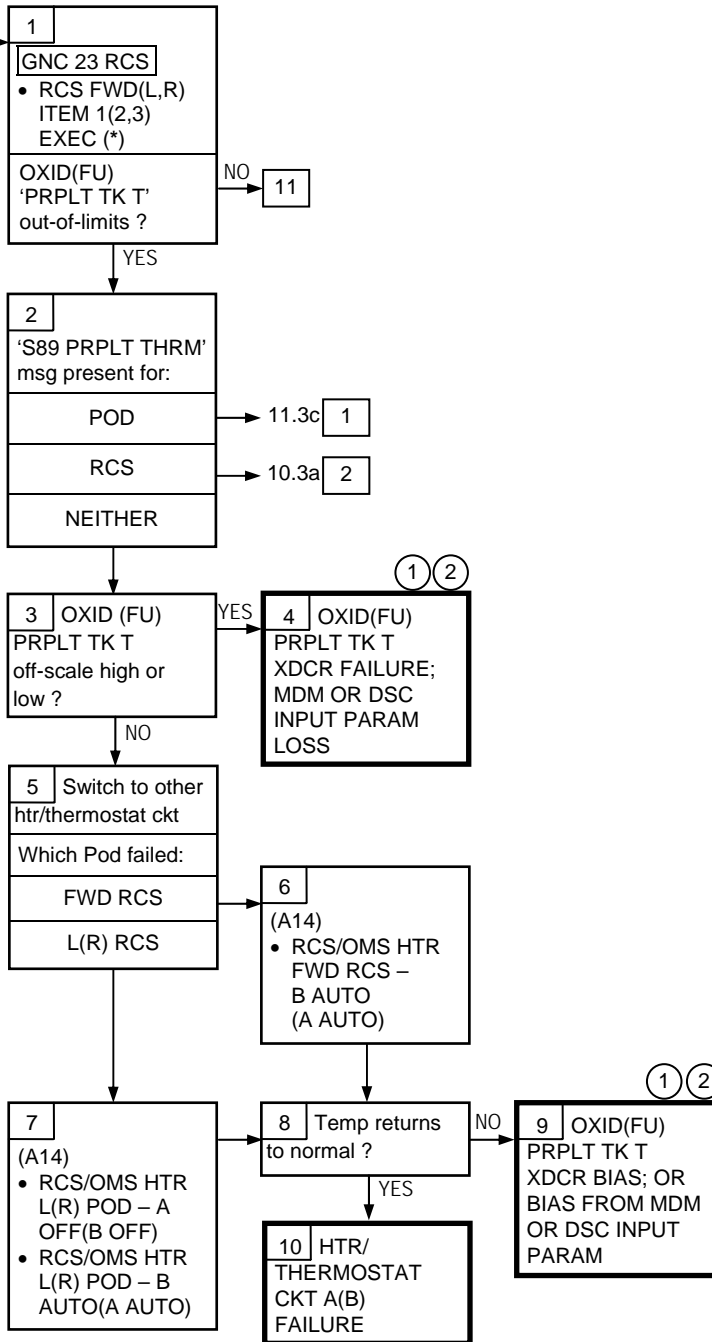 1
GNC 23 RCS
• RCS FWD(L,R)
ITEM 1(2,3)
EXEC (*)
OXID(FU)
‘PRPLT TK T’
out-of-limits ?
NO
11
YES
2
‘S89 PRPLT THRM’
msg present for:
POD
11.3c 1
RCS
10.3a 2
NEITHER
3 OXID (FU)
PRPLT TK T
off-scale high or
low ?
YES
1 2
4 OXID(FU)
PRPLT TK T
XDCR FAILURE;
MDM OR DSC
INPUT PARAM
LOSS
NO
5 Switch to other
htr/thermostat ckt
Which Pod failed:
FWD RCS
L(R) RCS
6
(A14)
• RCS/OMS HTR
FWD RCS –
B AUTO
(A AUTO)
7
(A14)
• RCS/OMS HTR
L(R) POD – A
OFF(B OFF)
• RCS/OMS HTR
L(R) POD – B
AUTO(A AUTO)
8 Temp returns
to normal ?
NO
1 2
9 OXID(FU)
PRPLT TK T
XDCR BIAS; OR
BIAS FROM MDM
OR DSC INPUT
PARAM
YES
10 HTR/
THERMOSTAT
CKT A(B)
FAILURE